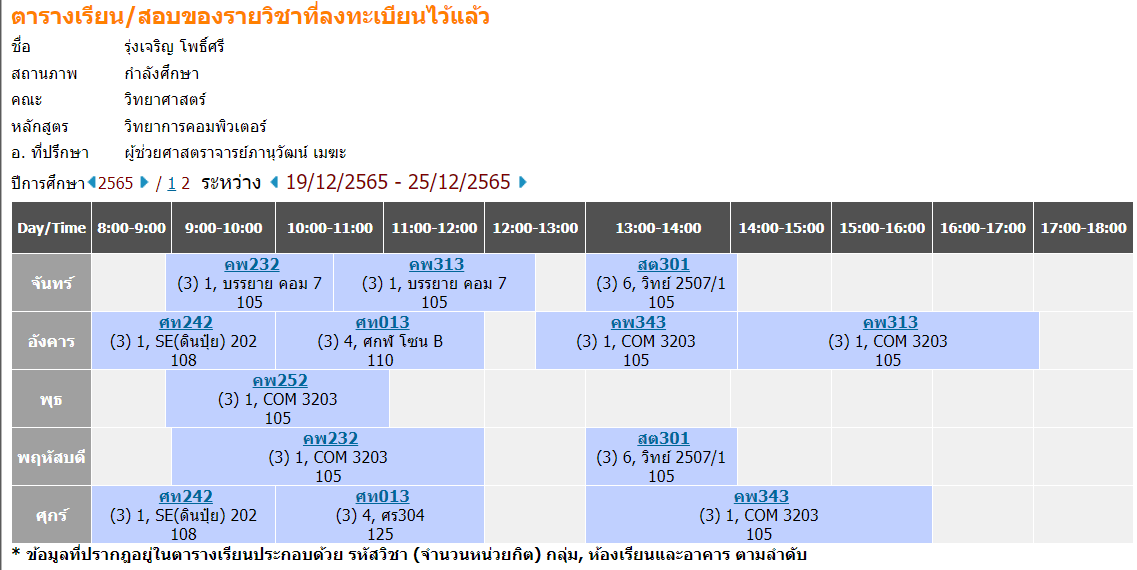 ตารางเรียน/สอบของรายวิชาที่ลงทะเบียนไว้แล้ว
ชื่อ รุ่งเจริญ โพธิ์ศรี
สถานภาพ กำลังศึกษา
คณะ วิทยาศาสตร์
หลักสูตร วิทยาการคอมพิวเตอร์
อ. ที่ปรึกษา ผู้ช่วยศาสตราจารย์ภานุวัฒน์ เมฆะ
ปีการศึกษา 2565 / 1 2 ระหว่าง 19/12/2565 - 25/12/2565
Day/Time 8:00-9:00 9:00-10:00 10:00-11:00 11:00-12:00 12:00-13:00 13:00-14:00 14:00-15:00 15:00-16:00 16:00-17:00 17:00-18:00
คพ232 คพ313 สต301
จันทร์ (3) 1, บรรยาย คอม 7 (3) 1, บรรยาย คอม 7 (3) 6, วิทย์ 2507/1
105 105 105
ศท242 ศท013 คพ343 คพ313
อังคาร (3) 1, SE(ดินปุ๋ย) 202 (3) 4, ศกฬ โซน B (3) 1, COM 3203 (3) 1, COM 3203
108 110 105 105
คพ252
พุธ (3) 1, COM 3203
105
คพ232 สต301
พฤหัสบดี (3) 1, COM 3203 (3) 6, วิทย์ 2507/1
105 105
ศท242 ศท013 คพ343
ศุกร์ (3) 1, SE(ดินปุ๋ย) 202 (3) 4, ศร304 (3) 1, COM 3203
108 125 105
* ข้อมูลที่ปรากฎอยู่ในตารางเรียนประกอบด้วย รหัสวิชา (จำนวนหน่วยกิต) กลุ่ม, ห้องเรียนและอาคาร ตามลำดับ